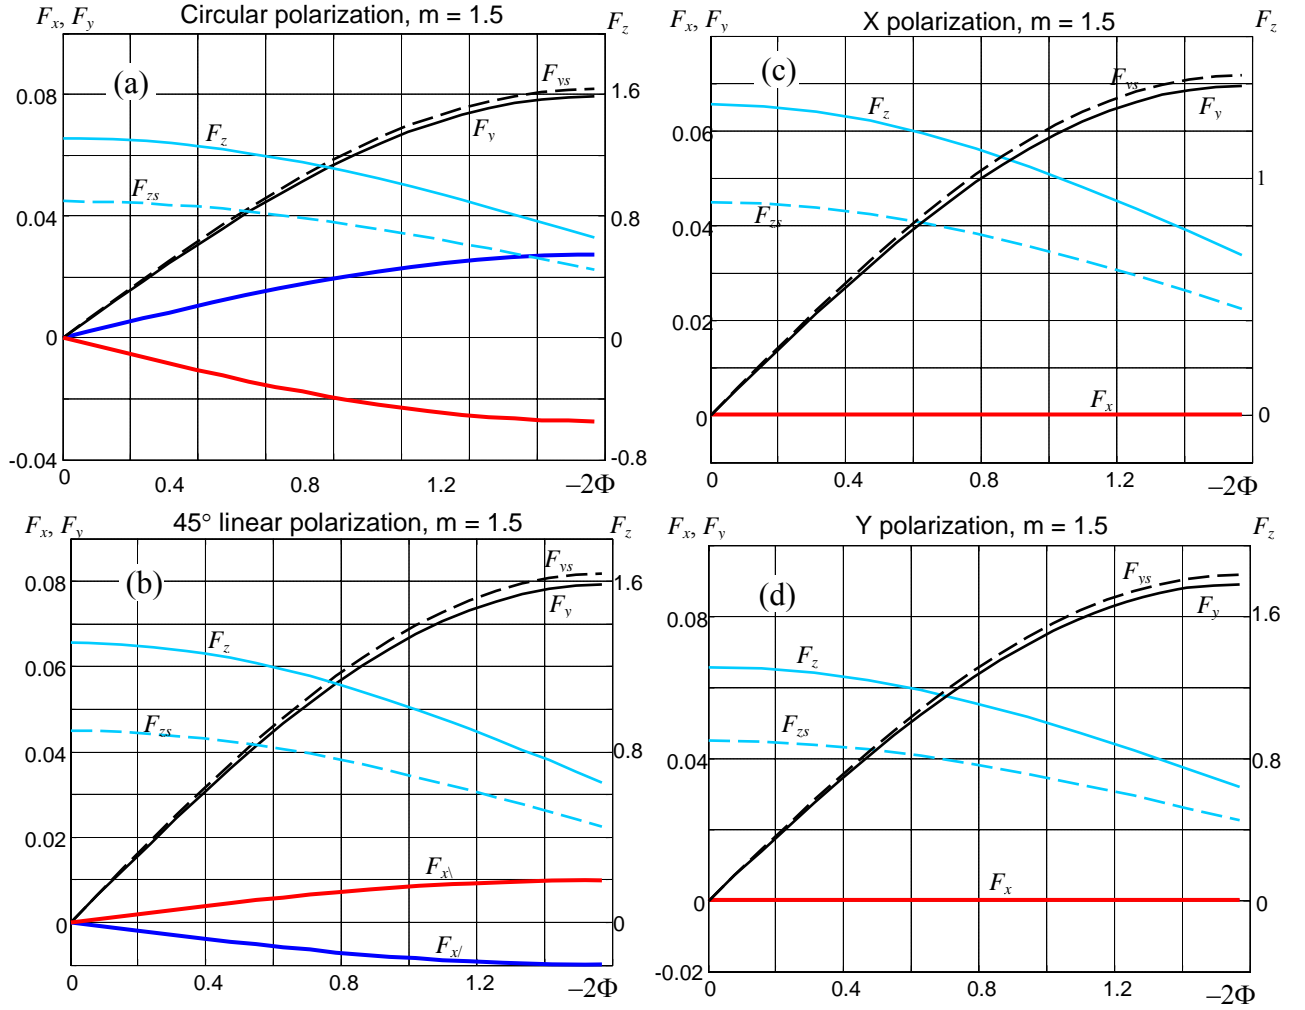 Circular polarization, m = 1.5
Fx, Fy
Fz
(a)
Fys
Fy
Fz
Fzs
0.08
0.04
0
-0.04
1.6
0.8
0
-0.8
0
0.4
0.8
1.2
–2Φ
X polarization, m = 1.5
Fx, Fy
Fz
(c)
Fys
Fy
Fz
Fzs
Fx
0.06
0.04
0.02
0
1
0
0
0.4
0.8
1.2
–2Φ
45° linear polarization, m = 1.5
Fx, Fy
Fz
(b)
Fys
Fy
Fz
Fzs
Fx\
Fx/
0.08
0.06
0.04
0.02
0
1.6
0.8
0
0
0.4
0.8
1.2
–2Φ
Y polarization, m = 1.5
Fx, Fy
Fz
(d)
Fys
Fy
Fz
Fzs
Fx
0.08
0.04
0
-0.02
1.6
0.8
0
0
0.4
0.8
1.2
–2Φ